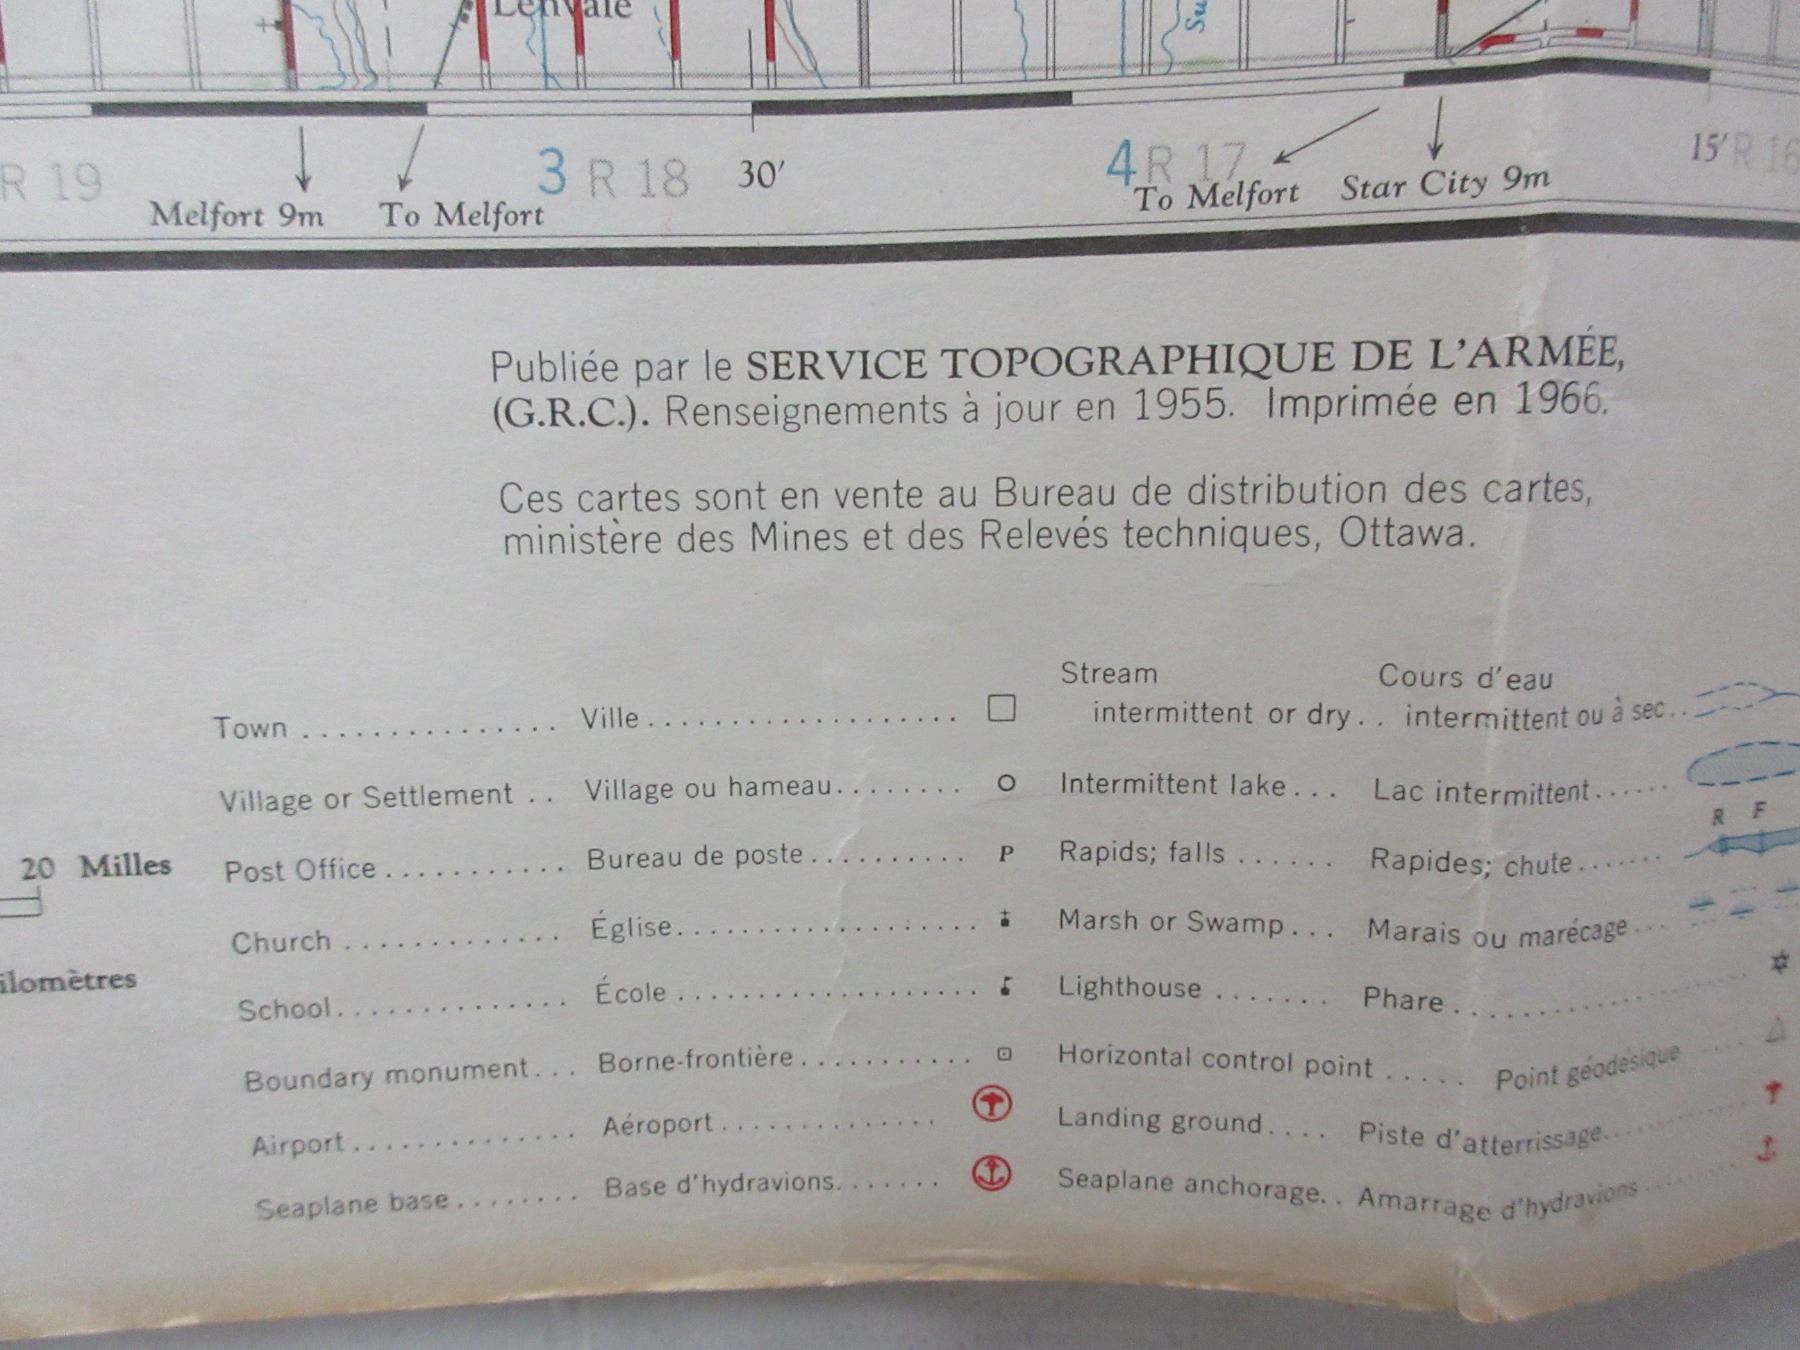 Lenvale
Su
R 19
3 R 18
30′
4 R 17
15′
R 16
Melfort 9m
To Melfort
To Melfort
Star City 9m
Publiée par le SERVICE TOPOGRAPHIQUE DE L'ARMÉE,
(G.R.C.). Renseignements à jour en 1955. Imprimée en 1966.
Ces cartes sont en vente au Bureau de distribution des cartes,
ministère des Mines et des Relevés techniques, Ottawa.
20 Milles
ilomètres
Town ............... Ville ...................
Village or Settlement .. Village ou hameau........
Post Office ........... Bureau de poste.......... P
Church ............. Église...................
School.............. École ...................
Boundary monument... Borne-frontière...........
Airport ............. Aéroport ..............
Seaplane base ........ Base d'hydravions.......
Stream Cours d'eau
intermittent or dry.. intermittent ou à sec..
Intermittent lake... Lac intermittent......
R F
Rapids; falls ...... Rapides; chute.......
Marsh or Swamp... Marais ou marécage...
Lighthouse ....... Phare ...............
Horizontal control point ..... Point géodésique ....
Landing ground.... Piste d'atterrissage...........
Seaplane anchorage.. Amarrage d'hydravions ......